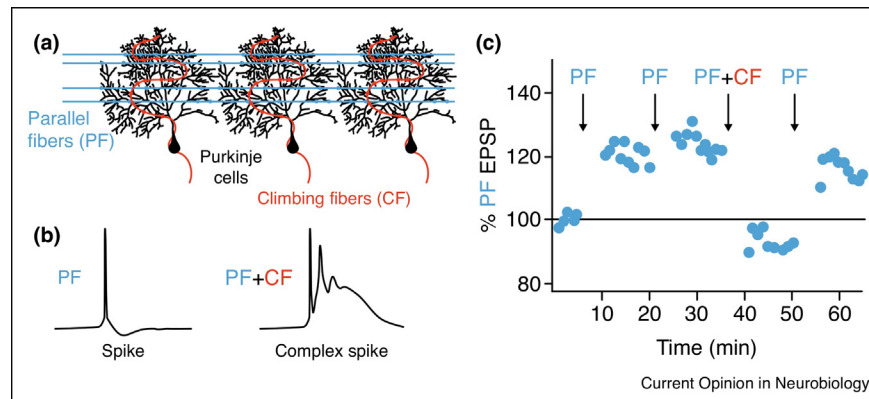 (a)
Parallel
fibers (PF)
Purkinje
cells
Climbing fibers (CF)
(b)
PF
PF+CF
Spike
Complex spike
(c)
PF PF PF+CF PF
% PF EPSP
140
120
100
80
10 20 30 40 50 60
Time (min)
Current Opinion in Neurobiology